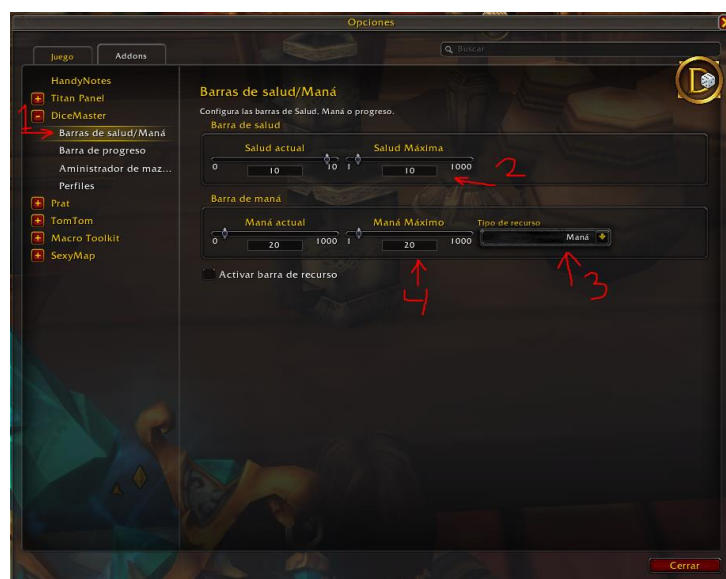 Opciones
Juego
Addons
Buscar
HandyNotes
Titan Panel
DiceMaster
Barras de salud/Maná
Barra de progreso
Aministrador de maz...
Perfiles
Prat
TomTom
Macro Toolkit
SexyMap
1
Barras de salud/Maná
Configura las barras de Salud, Maná o progreso.
Barra de salud
Salud actual
Salud Máxima
0
10
10
1
10
1000
2
Barra de maná
Maná actual
Maná Máximo
Tipo de recurso
0
20
1000
1
20
1000
Maná
Activar barra de recurso
4
3
D
Cerrar